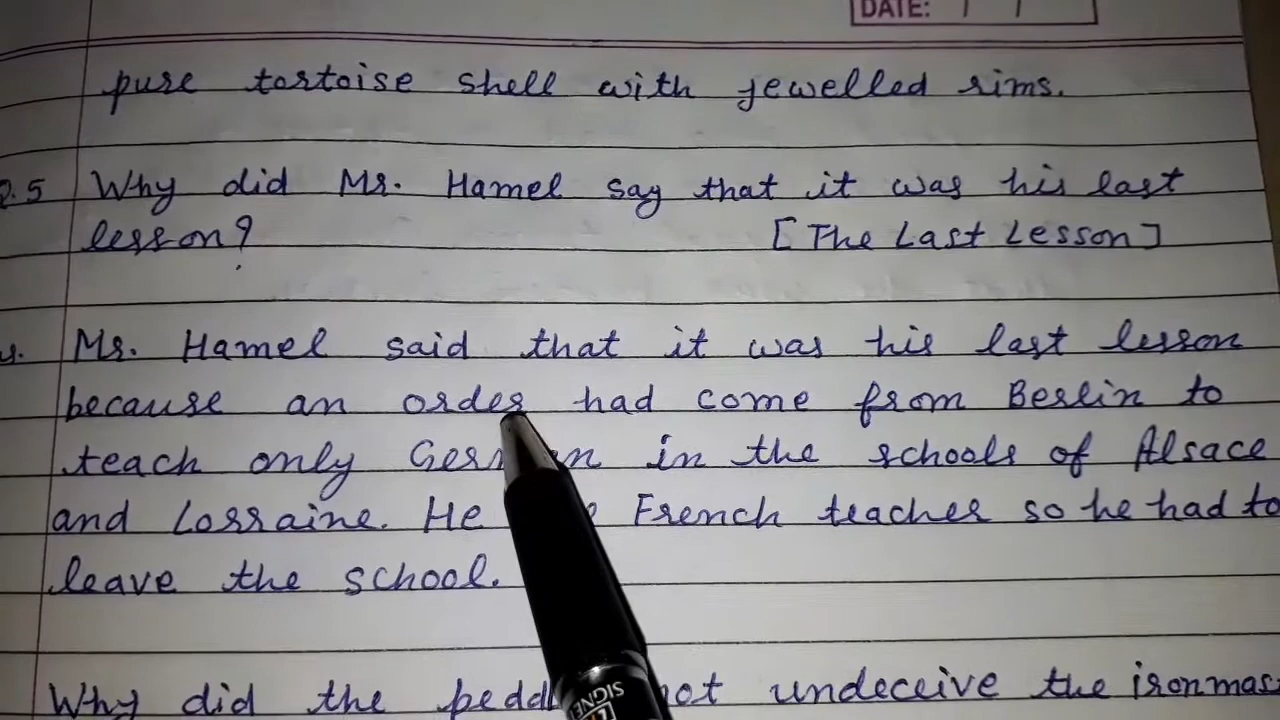 DATE: / /
pure tortoise shell with jewelled rims.
Q.5 Why did Mr. Hamel say that it was his last
lesson? [The Last Lesson]
Mr. Hamel said that it was his last lesson
because an order had come from Berlin to
teach only German in the schools of Alsace
and Lorraine. He French teacher so he had to
leave the school.
Why did the not undeceive the